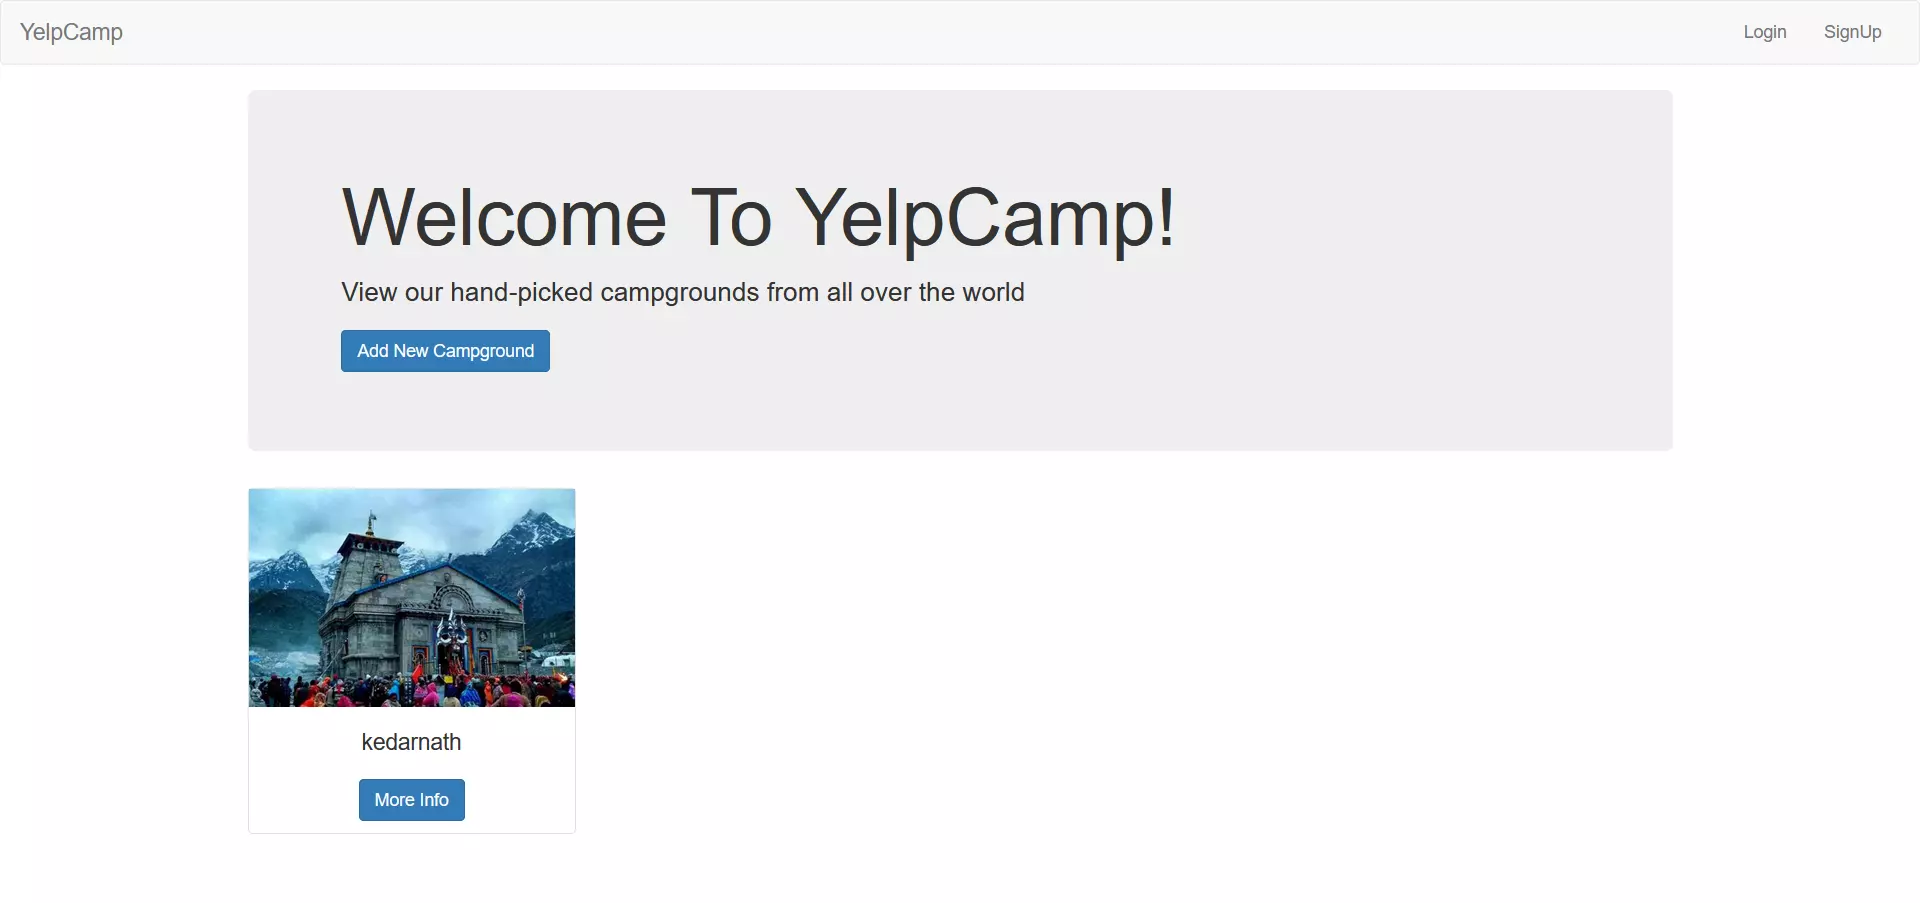 YelpCamp
Login
SignUp
Welcome To YelpCamp!
View our hand-picked campgrounds from all over the world
Add New Campground
kedarnath
More Info